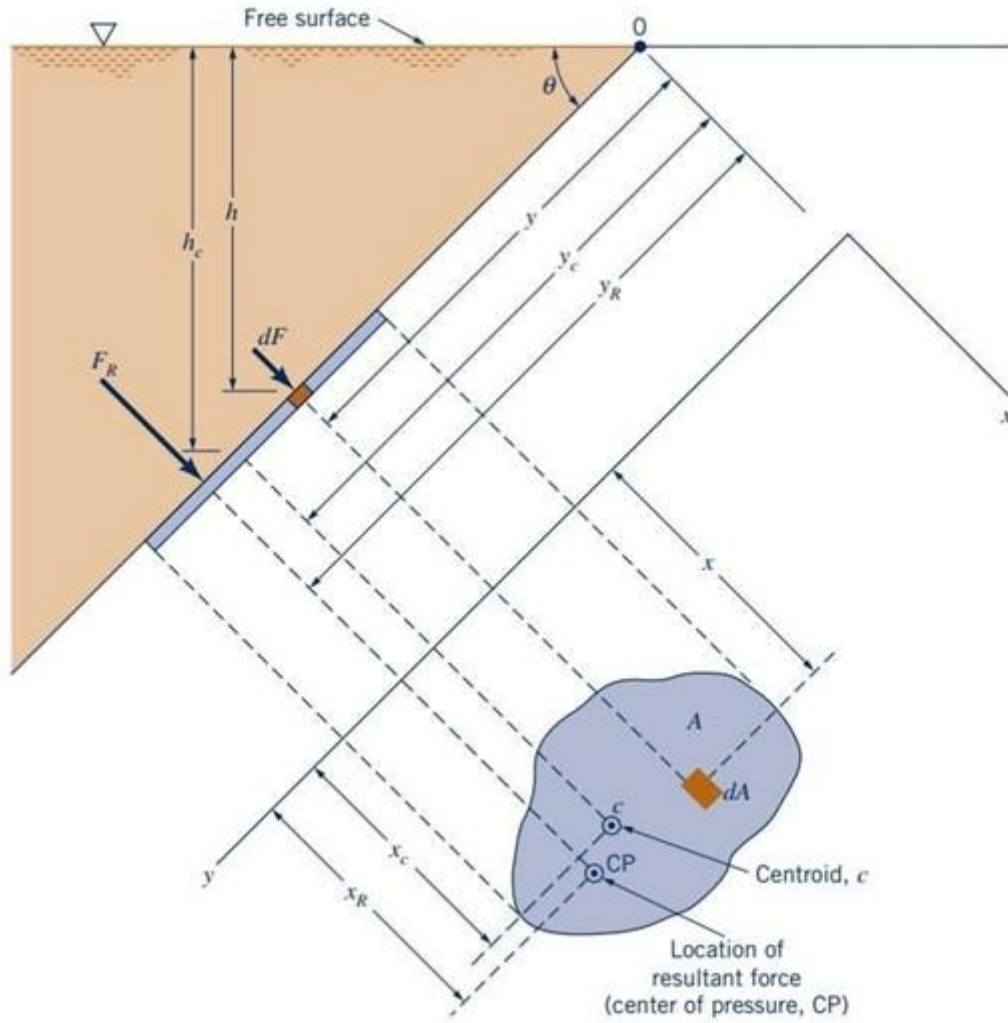 Free surface
0
θ
h
h_c
y
y_c
y_R
dF
F_R
x
x
A
dA
c
CP
y
x_c
x_R
Centroid, c
Location of
resultant force
(center of pressure, CP)